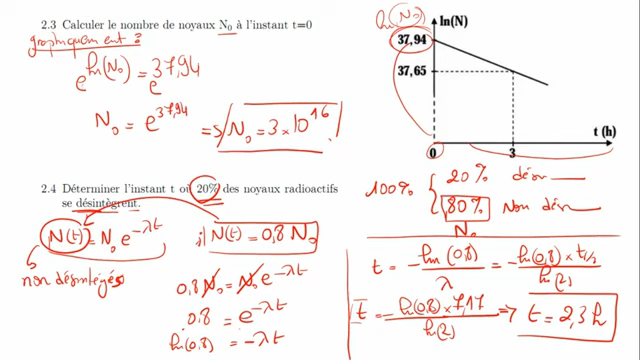 2.3 Calculer le nombre de noyaux N₀ à l'instant t=0
graphiquement ?
e^ln(N₀) = e^37,94
N₀ = e^37,94 ⟹ N₀ = 3 × 10^16
ln(N₀)
ln(N)
37,94
37,65
0
3
t (h)
2.4 Déterminer l'instant t où 20% des noyaux radioactifs
se désintègrent.
N(t) = N₀ e^-λt
non désintégrés
N(t) = 0,8 N₀
0,8 N₀ = N₀ e^-λt
0,8 = e^-λt
ln(0,8) = -λt
100% { 20% désin
80% Non dés
N₀
t = -ln(0,8)/λ = -ln(0,8) × t1/2 / ln(2)
t = -ln(0,8) × 7,17 / ln(2) ⟹ t = 2,3 h